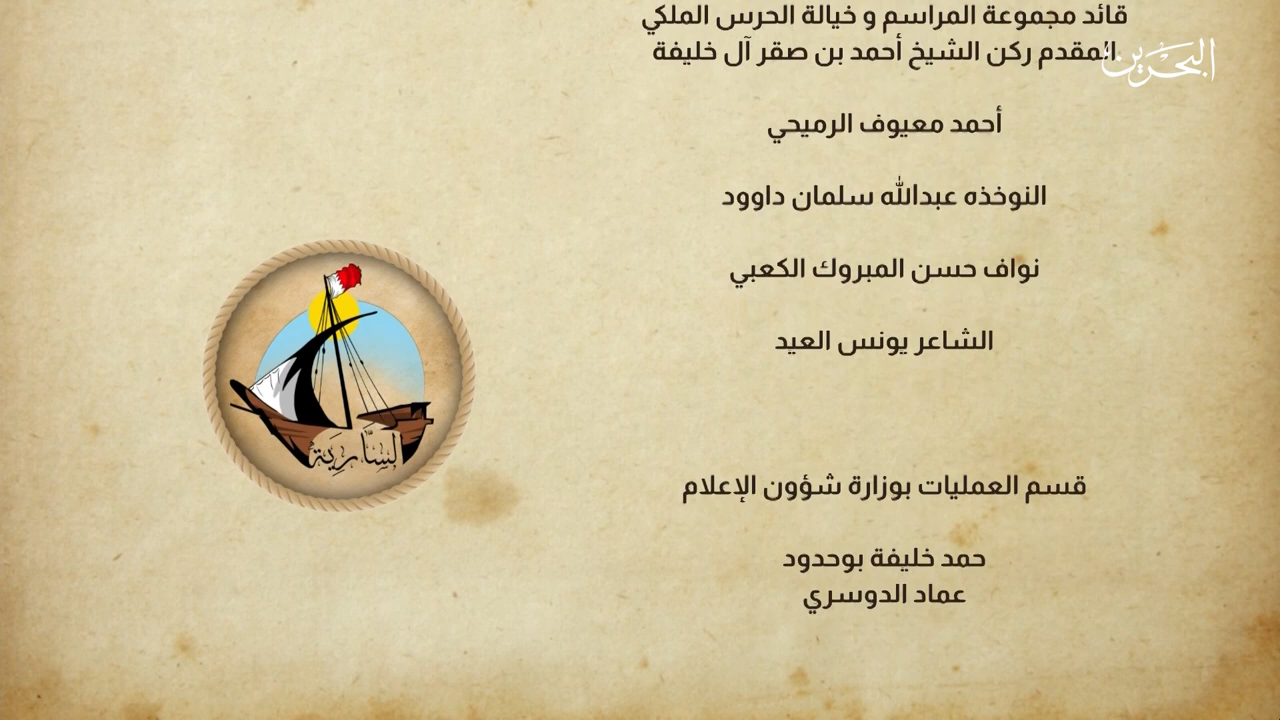 قائد مجموعة المراسم و خيالة الحرس الملكي
المقدم ركن الشيخ أحمد بن صقر آل خليفة
البحرين
أحمد معيوف الرميحي
النوخذه عبدالله سلمان داوود
نواف حسن المبروك الكعبي
الشاعر يونس العيد
السَّارِيَة
قسم العمليات بوزارة شؤون الإعلام
حمد خليفة بوحدود
عماد الدوسري